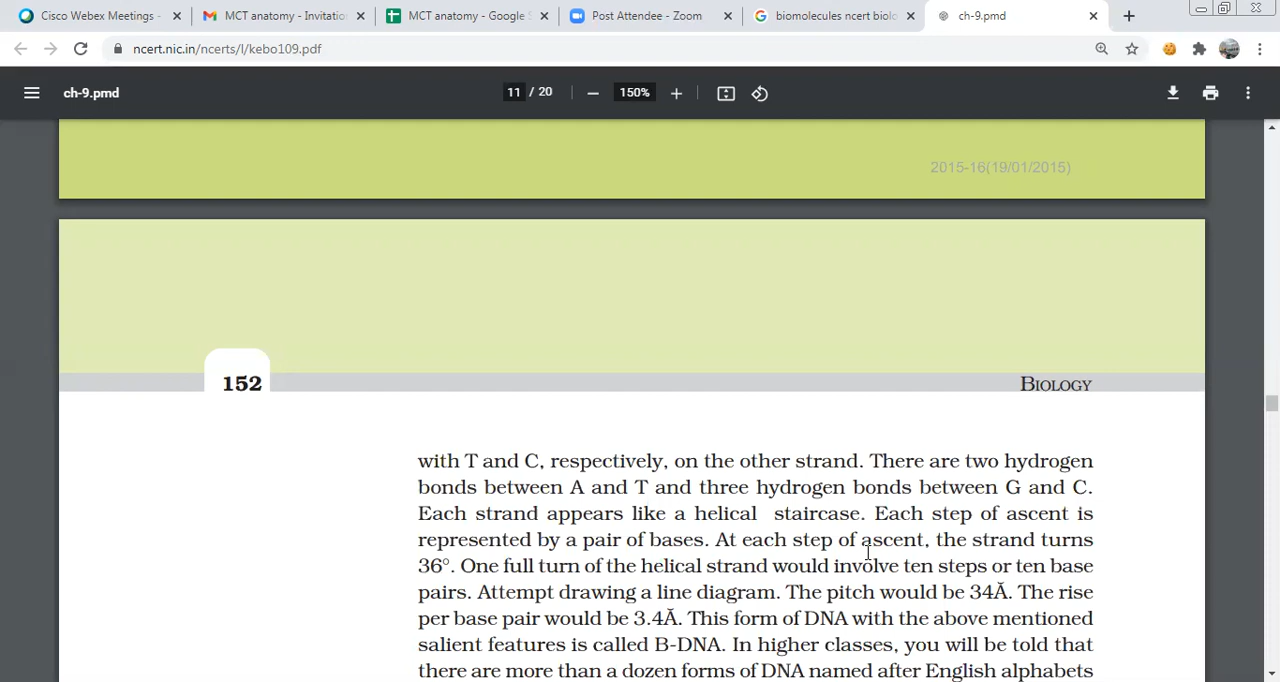 Cisco Webex Meetings -
MCT anatomy - Invitatio
MCT anatomy - Google S
Post Attendee - Zoom
biomolecules ncert biolo
ch-9.pmd
ncert.nic.in/ncerts/l/kebo109.pdf
ch-9.pmd
11 / 20
150%
2015-16(19/01/2015)
152
BIOLOGY
with T and C, respectively, on the other strand. There are two hydrogen
bonds between A and T and three hydrogen bonds between G and C.
Each strand appears like a helical staircase. Each step of ascent is
represented by a pair of bases. At each step of ascent, the strand turns
36°. One full turn of the helical strand would involve ten steps or ten base
pairs. Attempt drawing a line diagram. The pitch would be 34Å. The rise
per base pair would be 3.4Å. This form of DNA with the above mentioned
salient features is called B-DNA. In higher classes, you will be told that
there are more than a dozen forms of DNA named after English alphabets